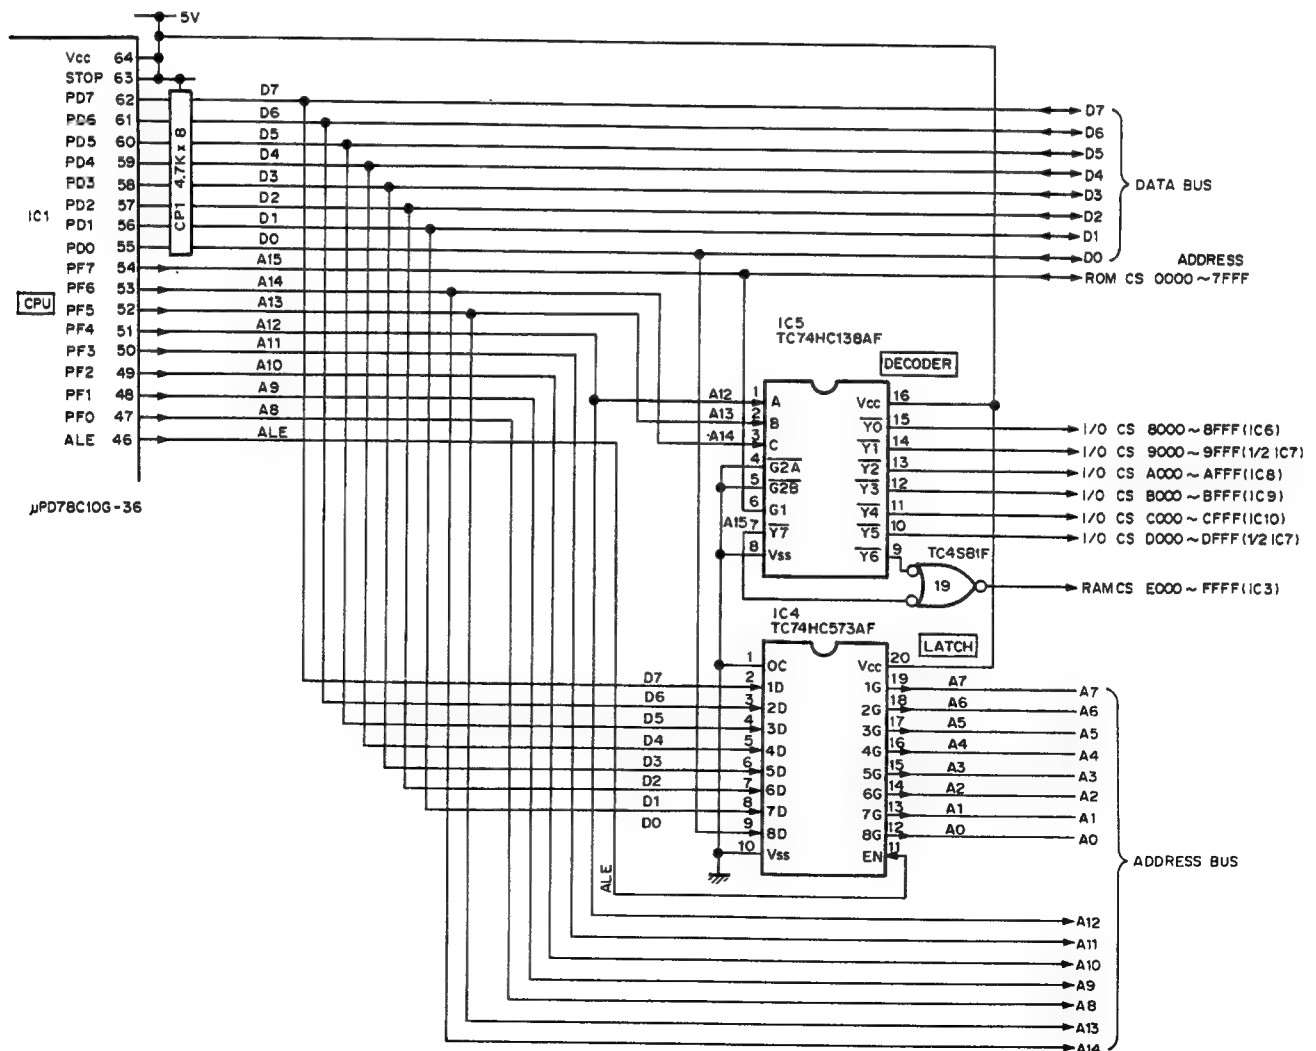 5V
Vcc 64
STOP 63
PD7 62
PD6 61
PD5 60
PD4 59
PD3 58
PD2 57
PD1 56
PD0 55
PF7 54
PF6 53
PF5 52
PF4 51
PF3 50
PF2 49
PF1 48
PF0 47
ALE 46
IC1
CPU
μPD78C10G-36
CP1 4.7K x 8
D7
D6
D5
D4
D3
D2
D1
D0
A15
A14
A13
A12
A11
A10
A9
A8
ALE
D7
D6
D5
D4
D3
D2
D1
D0
DATA BUS
ADDRESS
ROM CS 0000~7FFF
IC5
TC74HC138AF
DECODER
A12 1 A
A13 2 B
A14 3 C
4 G2A
5 G2B
6 G1
A15 7 Y7
8 Vss
Vcc 16
Y0 15
Y1 14
Y2 13
Y3 12
Y4 11
Y5 10
Y6 9
I/O CS 8000~8FFF(IC6)
I/O CS 9000~9FFF(1/2 IC7)
I/O CS A000~AFFF(IC8)
I/O CS B000~BFFF(IC9)
I/O CS C000~CFFF(IC10)
I/O CS D000~DFFF(1/2 IC7)
TC4S81F
19
RAM CS E000~FFFF(IC3)
IC4
TC74HC573AF
LATCH
1 OC
D7 2 1D
D6 3 2D
D5 4 3D
D4 5 4D
D3 6 5D
D2 7 6D
D1 8 7D
D0 9 8D
10 Vss
Vcc 20
1G 19 A7
2G 18 A6
3G 17 A5
4G 16 A4
5G 15 A3
6G 14 A2
7G 13 A1
8G 12 A0
EN 11
ALE
A7
A6
A5
A4
A3
A2
A1
A0
ADDRESS BUS
A12
A11
A10
A9
A8
A13
A14